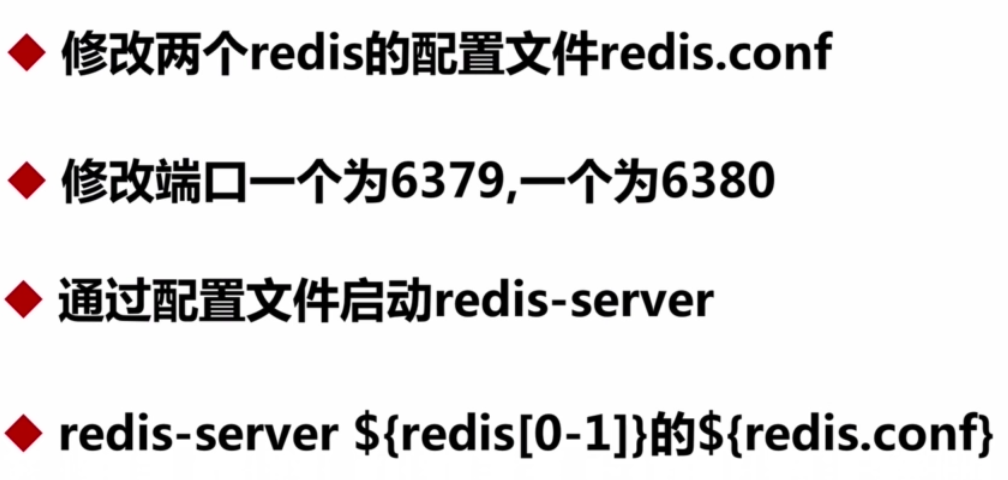 修改两个redis的配置文件redis.conf
修改端口一个为6379,一个为6380
通过配置文件启动redis-server
redis-server ${redis[0-1]}的${redis.conf}